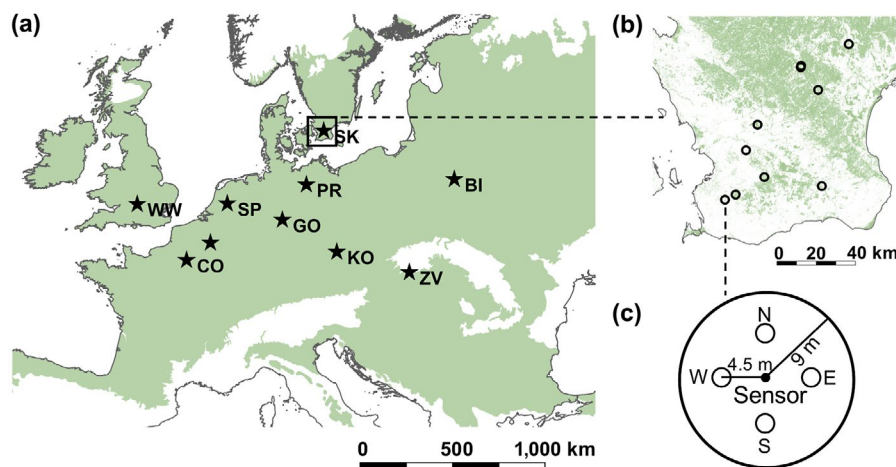 (a)
SK
PR
BI
WW
SP
GO
CO
KO
ZV
0 500 1,000 km
(b)
0 20 40 km
(c)
N
9 m
4.5 m
W
E
Sensor
S